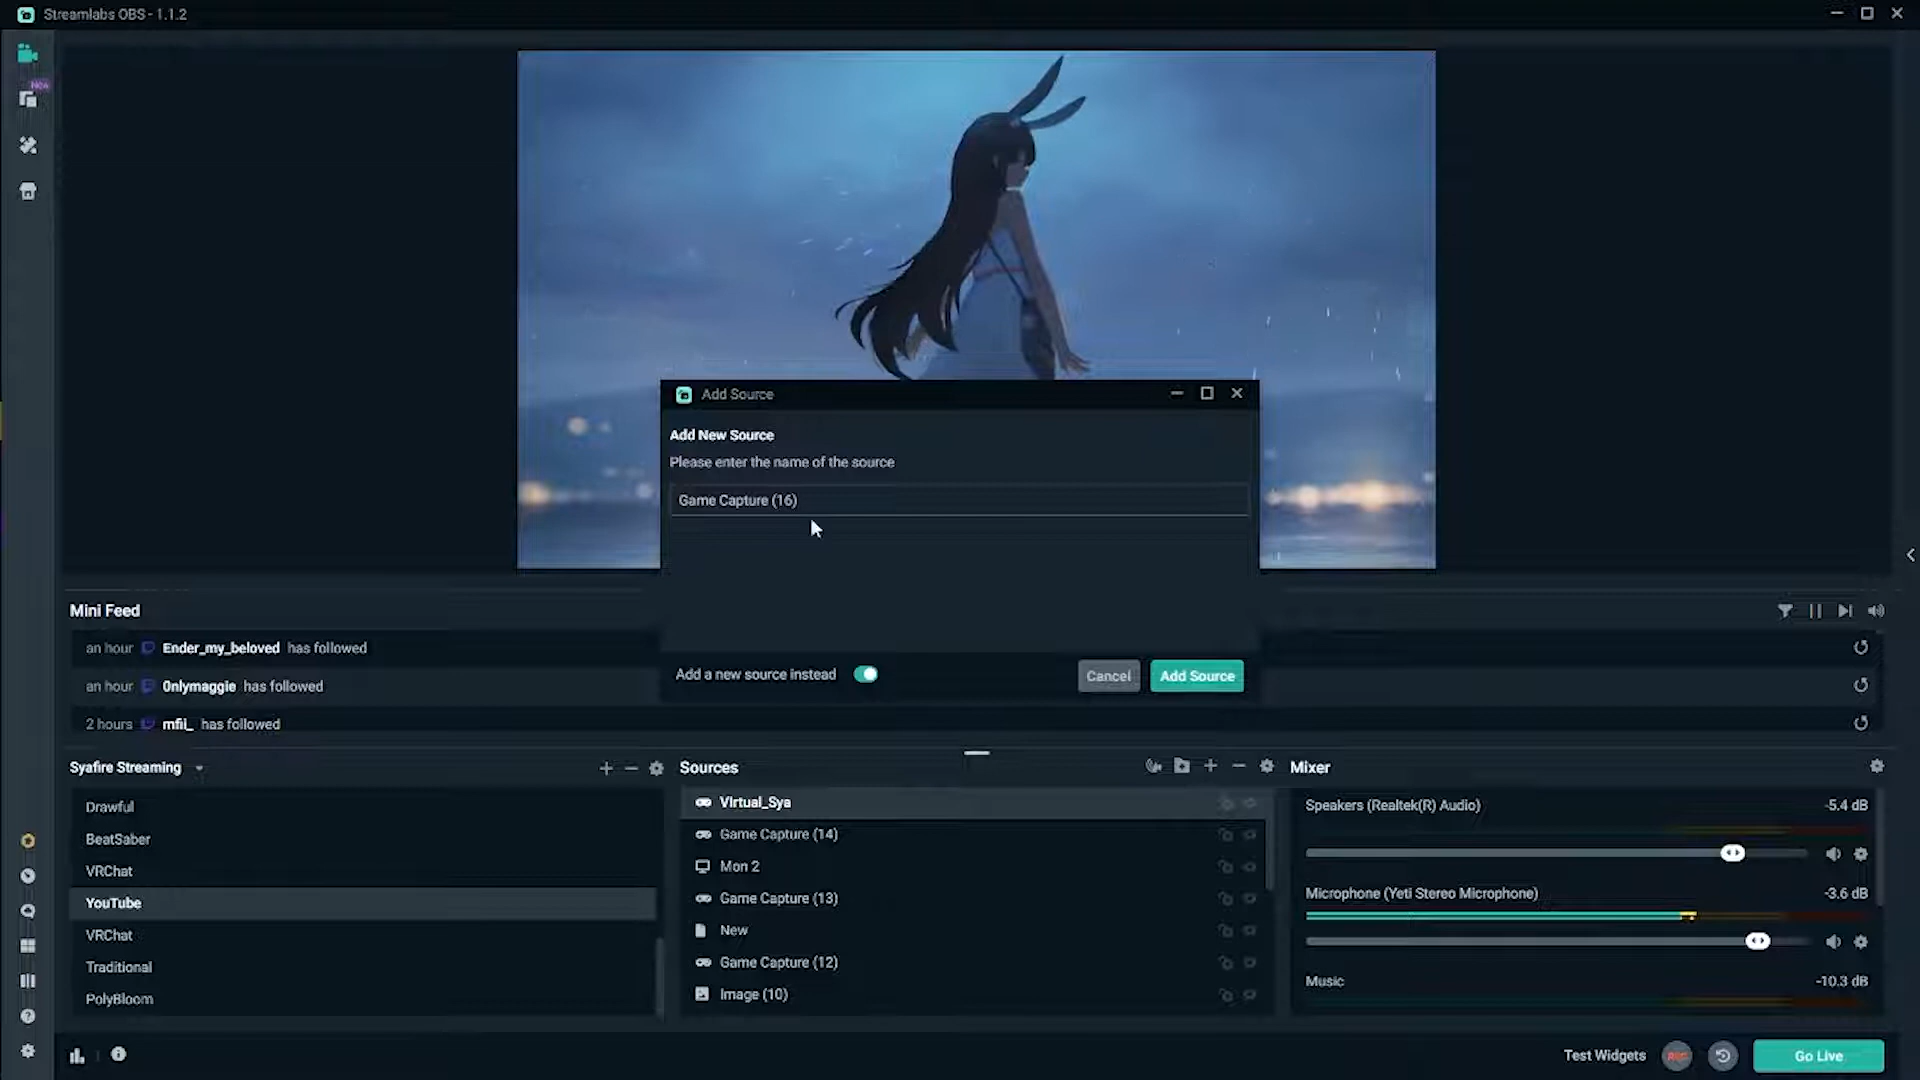 Streamlabs OBS - 1.1.2
New
Add Source
Add New Source
Please enter the name of the source
Game Capture (16)
Add a new source instead
Cancel
Add Source
Mini Feed
an hour Ender_my_beloved has followed
an hour 0nlymaggie has followed
2 hours mfii_ has followed
Syafire Streaming
Drawful
BeatSaber
VRChat
YouTube
VRChat
Traditional
PolyBloom
Sources
Virtual_Sya
Game Capture (14)
Mon 2
Game Capture (13)
New
Game Capture (12)
Image (10)
Mixer
Speakers (Realtek(R) Audio) -5.4 dB
Microphone (Yeti Stereo Microphone) -3.6 dB
Music -10.3 dB
Test Widgets
REC
Go Live